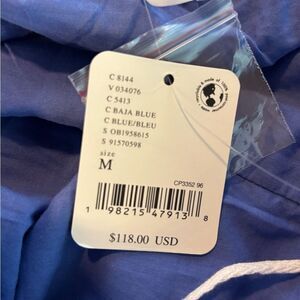 C 8144
V 034076
C 5413
C BAJA BLUE
C BLUE/BLEU
S OB1958615
S 91570598
size
M
CP3352 96
1 98215 47913 8
$118.00 USD